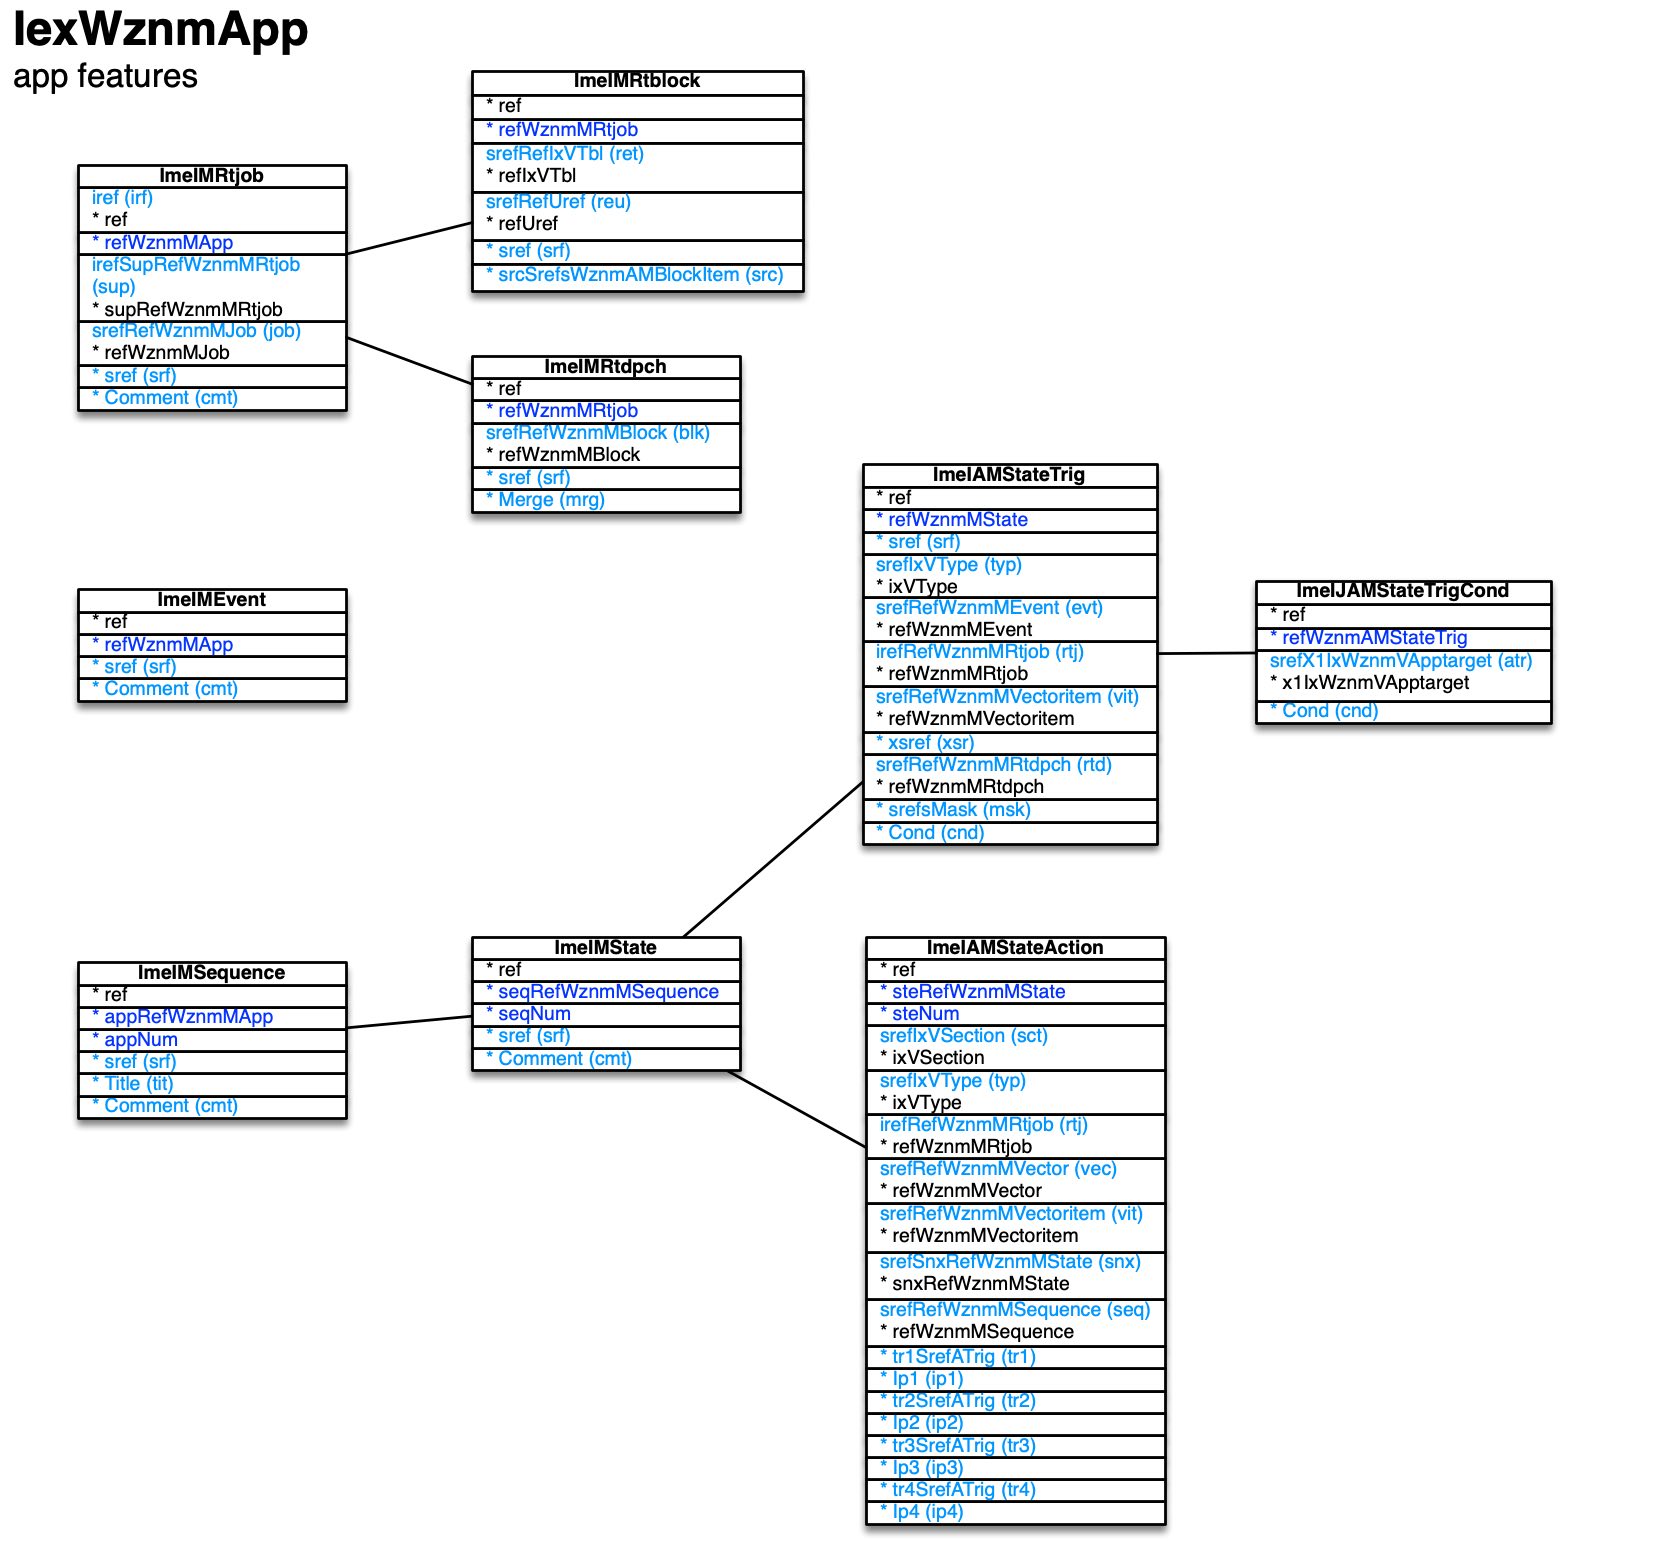 IexWznmApp
app features
ImeIMRtblock
* ref
* refWznmMRtjob
srefRefIxVTbl (ret)
* refIxVTbl
srefRefUref (reu)
* refUref
* sref (srf)
* srcSrefsWznmAMBlockItem (src)
ImeIMRtjob
iref (irf)
* ref
* refWznmMApp
irefSupRefWznmMRtjob
(sup)
* supRefWznmMRtjob
srefRefWznmMJob (job)
* refWznmMJob
* sref (srf)
* Comment (cmt)
ImeIMRtdpch
* ref
* refWznmMRtjob
srefRefWznmMBlock (blk)
* refWznmMBlock
* sref (srf)
* Merge (mrg)
ImeIAMStateTrig
* ref
* refWznmMState
* sref (srf)
srefIxVType (typ)
* ixVType
srefRefWznmMEvent (evt)
* refWznmMEvent
irefRefWznmMRtjob (rtj)
* refWznmMRtjob
srefRefWznmMVectoritem (vit)
* refWznmMVectoritem
* xsref (xsr)
srefRefWznmMRtdpch (rtd)
* refWznmMRtdpch
* srefsMask (msk)
* Cond (cnd)
ImeIJAMStateTrigCond
* ref
* refWznmAMStateTrig
srefX1IxWznmVApptarget (atr)
* x1IxWznmVApptarget
* Cond (cnd)
ImeIMEvent
* ref
* refWznmMApp
* sref (srf)
* Comment (cmt)
ImeIMSequence
* ref
* appRefWznmMApp
* appNum
* sref (srf)
* Title (tit)
* Comment (cmt)
ImeIMState
* ref
* seqRefWznmMSequence
* seqNum
* sref (srf)
* Comment (cmt)
ImeIAMStateAction
* ref
* steRefWznmMState
* steNum
srefIxVSection (sct)
* ixVSection
srefIxVType (typ)
* ixVType
irefRefWznmMRtjob (rtj)
* refWznmMRtjob
srefRefWznmMVector (vec)
* refWznmMVector
srefRefWznmMVectoritem (vit)
* refWznmMVectoritem
srefSnxRefWznmMState (snx)
* snxRefWznmMState
srefRefWznmMSequence (seq)
* refWznmMSequence
* tr1SrefATrig (tr1)
* Ip1 (ip1)
* tr2SrefATrig (tr2)
* Ip2 (ip2)
* tr3SrefATrig (tr3)
* Ip3 (ip3)
* tr4SrefATrig (tr4)
* Ip4 (ip4)